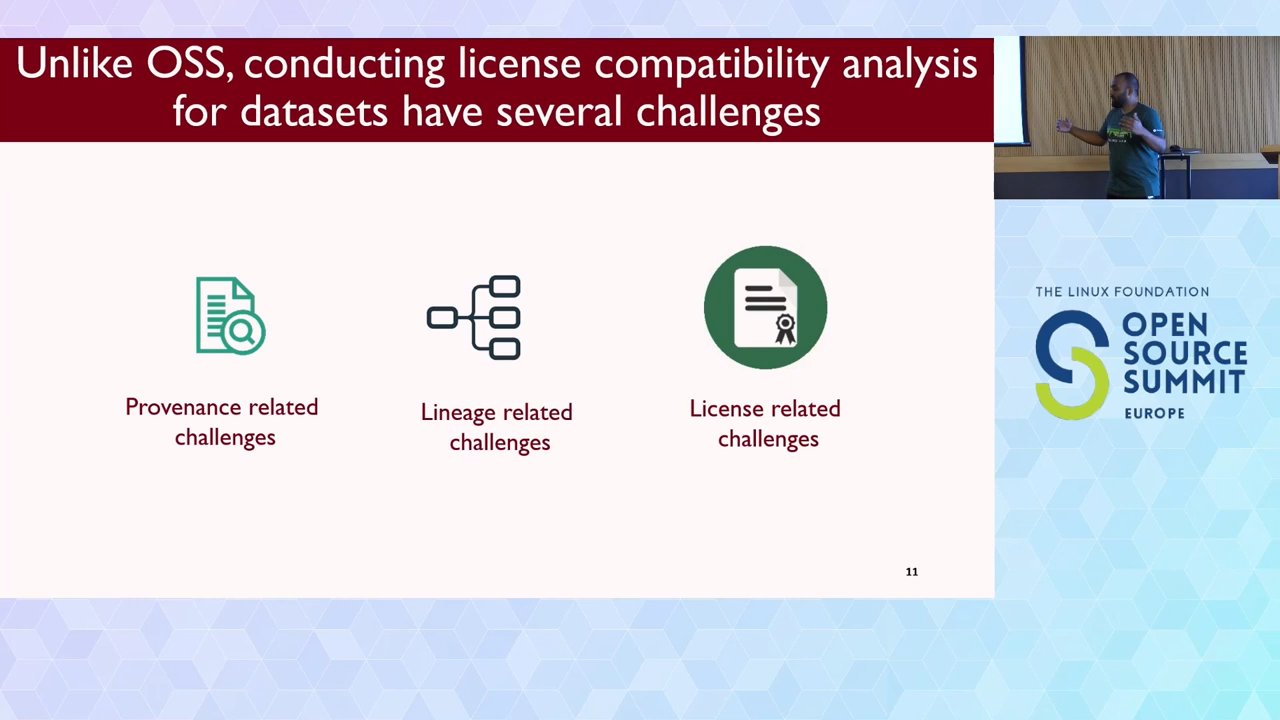 Unlike OSS, conducting license compatibility analysis
for datasets have several challenges
Provenance related
challenges
Lineage related
challenges
License related
challenges
11
THE LINUX FOUNDATION
OPEN
SOURCE
SUMMIT
EUROPE